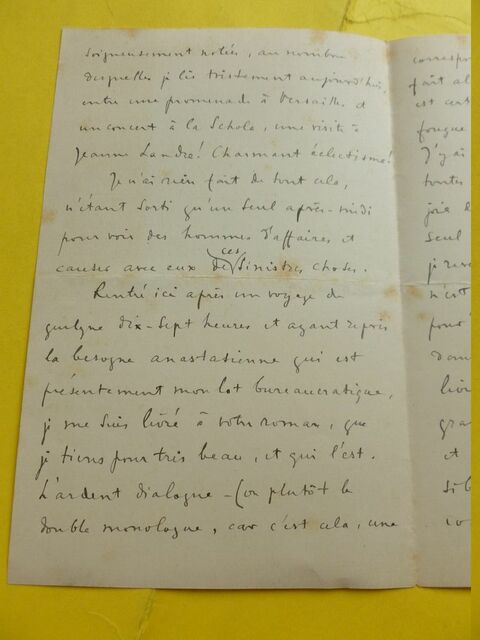 soigneusement notées, au nombre
desquelles je lis tristement aujourd'hui,
entre une promenade à Versailles et
un concert à la Schola, une visite à
Jeanne Landre! Charmant éclectisme!
Je n'ai rien fait de tout cela,
n'étant sorti qu'un seul après-midi
pour voir des hommes d'affaires et
causer avec eux de ces sinistres choses.
Rentré ici après un voyage de
quelque dix-sept heures et ayant repris
la besogne anastasienne qui est
présentement mon lot bureaucratique,
je me suis livré à votre roman, que
je tiens pour très beau, et qui l'est.
L'ardent dialogue - (ou plutôt le
double monologue, car c'est cela, une
corresp
fait al
est cert
fougue
J'y ai
toutes
joie
seul
n'est
pour
livr
gra
et